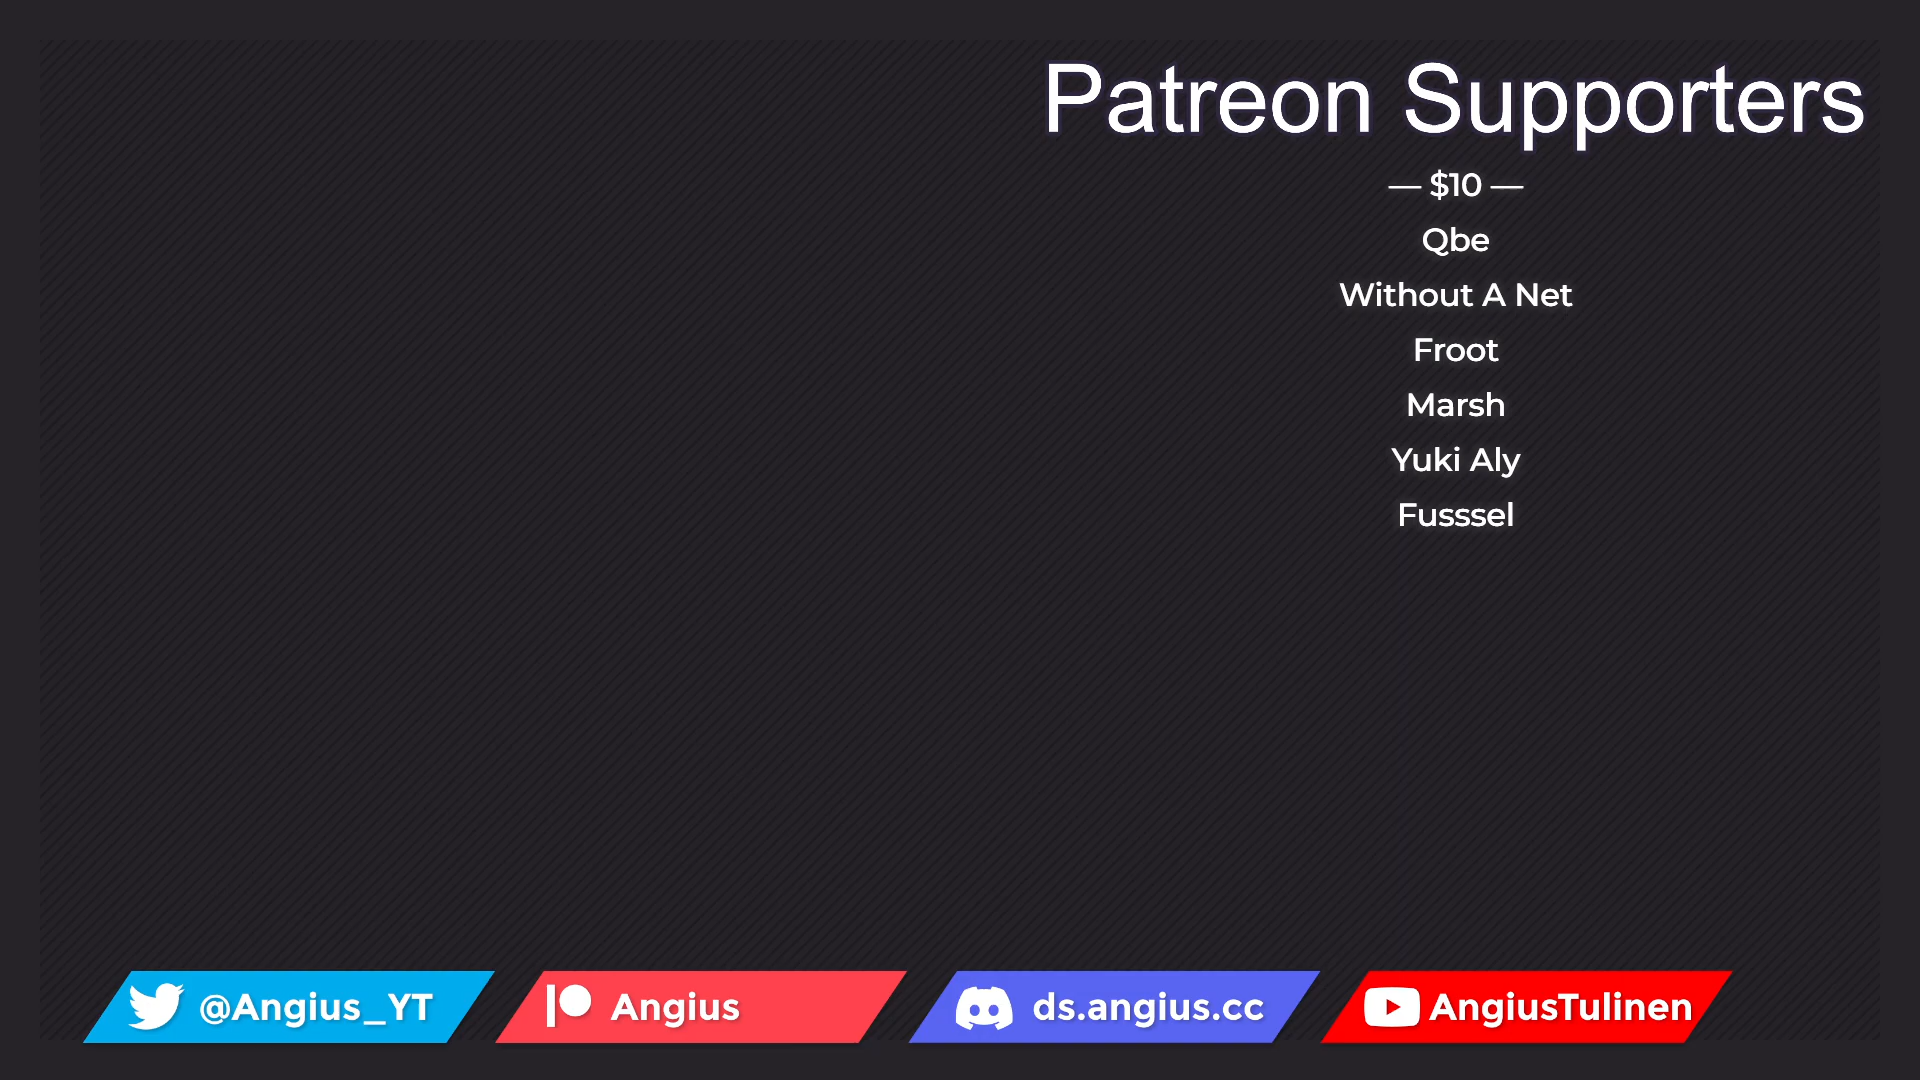 Patreon Supporters
— $10 —
Qbe
Without A Net
Froot
Marsh
Yuki Aly
Fusssel
@Angius_YT
Angius
ds.angius.cc
AngiusTulinen